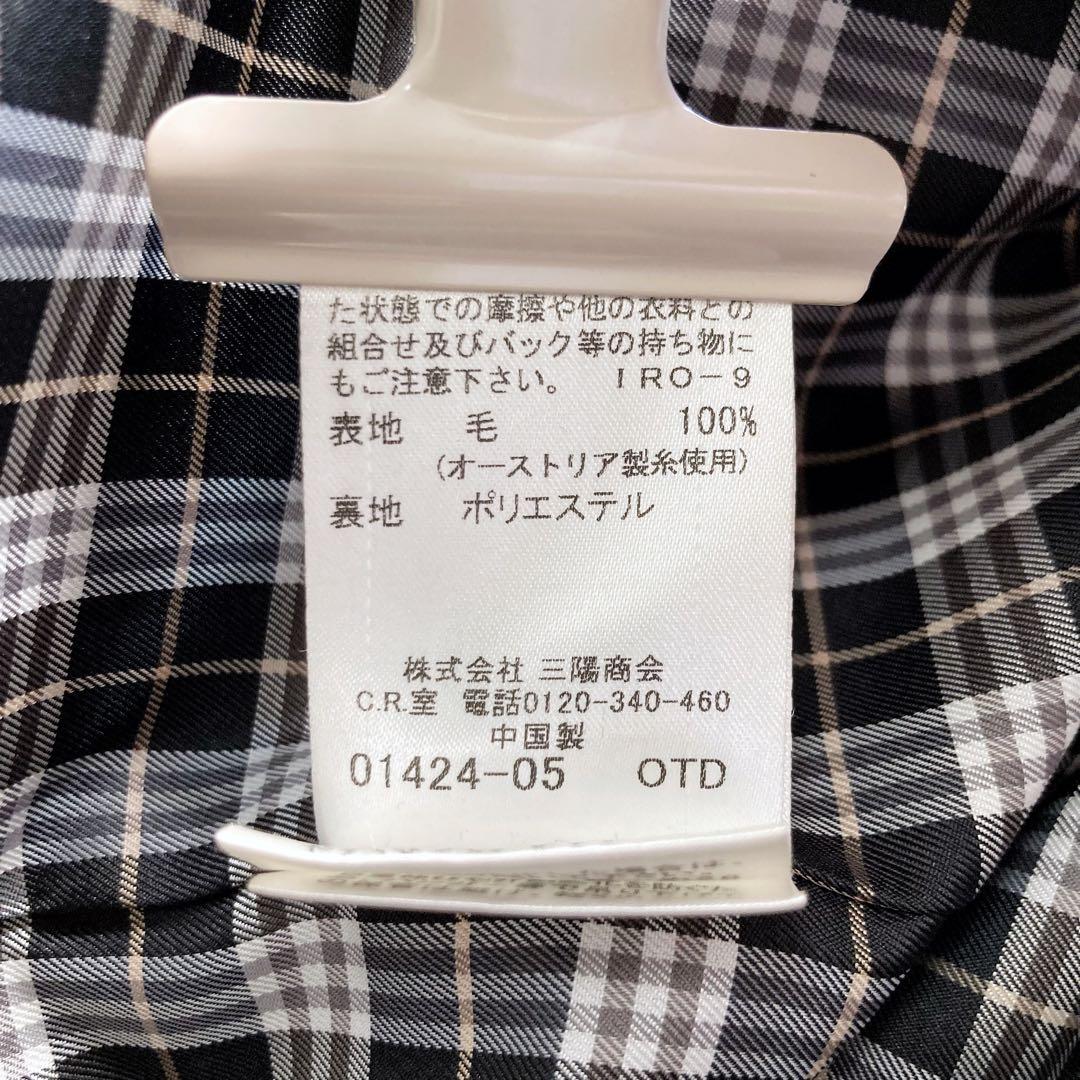 た状態での摩擦や他の衣料との
組合せ及びバック等の持ち物に
もご注意下さい。 IRO-9
表地 毛 100%
(オーストリア製糸使用)
裏地 ポリエステル
株式会社 三陽商会
C.R.室 電話0120-340-460
中国製
01424-05 OTD